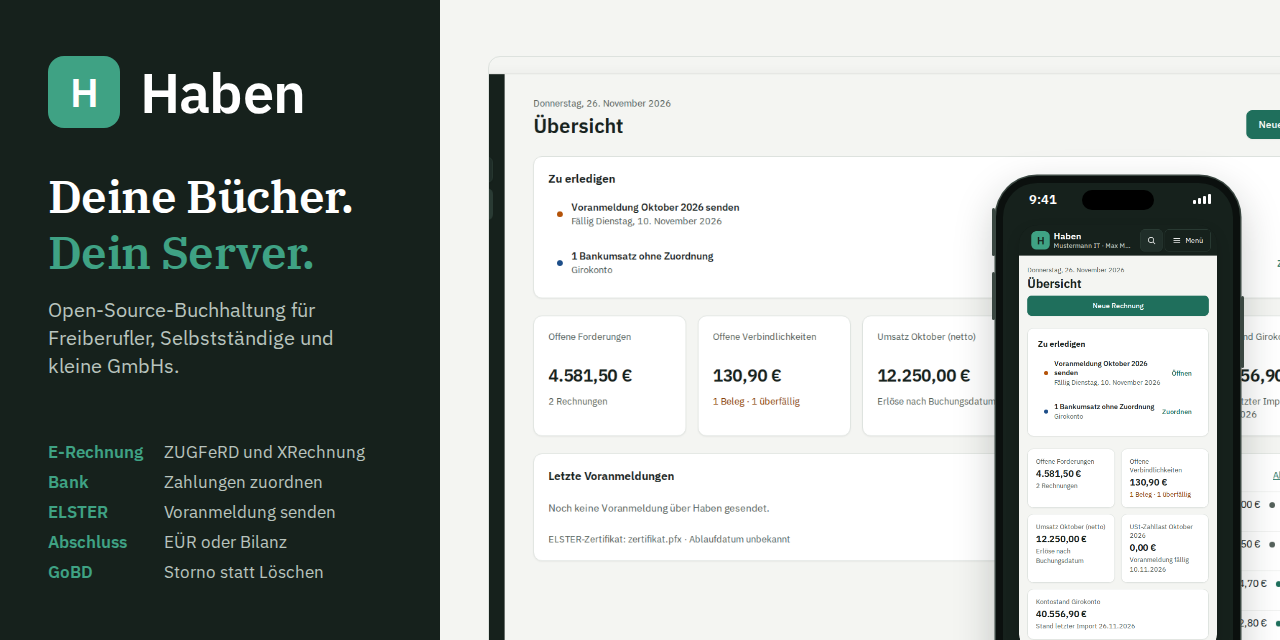 H Haben
Deine Bücher.
Dein Server.
Open-Source-Buchhaltung für
Freiberufler, Selbstständige und
kleine GmbHs.
E-Rechnung ZUGFeRD und XRechnung
Bank Zahlungen zuordnen
ELSTER Voranmeldung senden
Abschluss EÜR oder Bilanz
GoBD Storno statt Löschen
Donnerstag, 26. November 2026
Übersicht
Neue
Zu erledigen
Voranmeldung Oktober 2026 senden
Fällig Dienstag, 10. November 2026
1 Bankumsatz ohne Zuordnung
Girokonto
Offene Forderungen
4.581,50 €
2 Rechnungen
Offene Verbindlichkeiten
130,90 €
1 Beleg · 1 überfällig
Umsatz Oktober (netto)
12.250,00 €
Erlöse nach Buchungsdatum
Letzte Voranmeldungen
Noch keine Voranmeldung über Haben gesendet.
ELSTER-Zertifikat: zertifikat.pfx · Ablaufdatum unbekannt
9:41
H Haben
Mustermann IT · Max M...
Menü
Donnerstag, 26. November 2026
Übersicht
Neue Rechnung
Zu erledigen
Voranmeldung Oktober 2026
senden
Fällig Dienstag, 10. November 2026
Öffnen
1 Bankumsatz ohne Zuordnung
Girokonto
Zuordnen
Offene Forderungen
4.581,50 €
2 Rechnungen
Offene
Verbindlichkeiten
130,90 €
1 Beleg · 1 überfällig
Umsatz Oktober (netto)
12.250,00 €
Erlöse nach
Buchungsdatum
USt-Zahllast Oktober
2026
0,00 €
Voranmeldung fällig
10.11.2026
Kontostand Girokonto
40.556,90 €
Stand letzter Import 26.11.2026